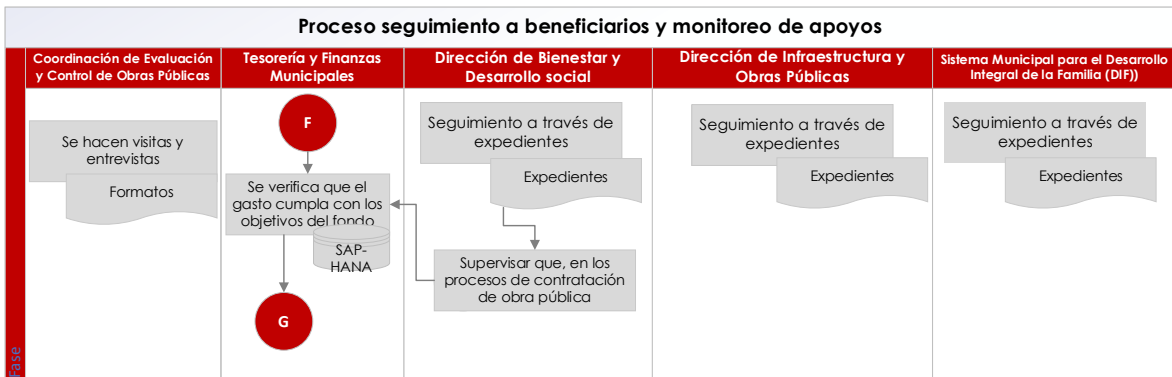 Proceso seguimiento a beneficiarios y monitoreo de apoyos
Coordinación de Evaluación
y Control de Obras Públicas
Tesorería y Finanzas
Municipales
Dirección de Bienestar y
Desarrollo social
Dirección de Infraestructura y
Obras Públicas
Sistema Municipal para el Desarrollo
Integral de la Familia (DIF))
Se hacen visitas y
entrevistas
Formatos
F
Se verifica que el
gasto cumpla con los
objetivos del fondo
SAP-
HANA
G
Seguimiento a través de
expedientes
Expedientes
Supervisar que, en los
procesos de contratación
de obra pública
Seguimiento a través de
expedientes
Expedientes
Seguimiento a través de
expedientes
Expedientes
Fase